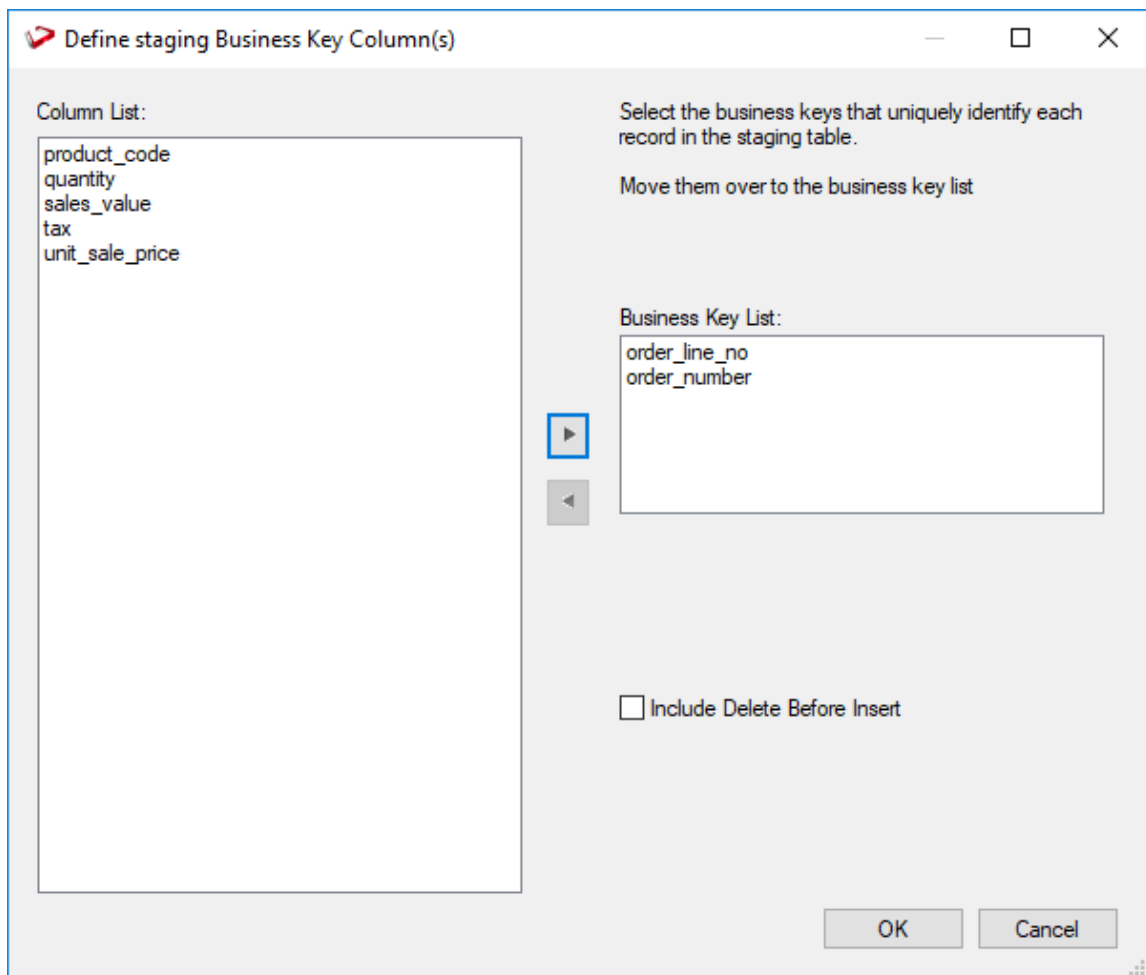 Define staging Business Key Column(s)
Column List:
product_code
quantity
sales_value
tax
unit_sale_price
Select the business keys that uniquely identify each
record in the staging table.
Move them over to the business key list
Business Key List:
order_line_no
order_number
Include Delete Before Insert
OK
Cancel